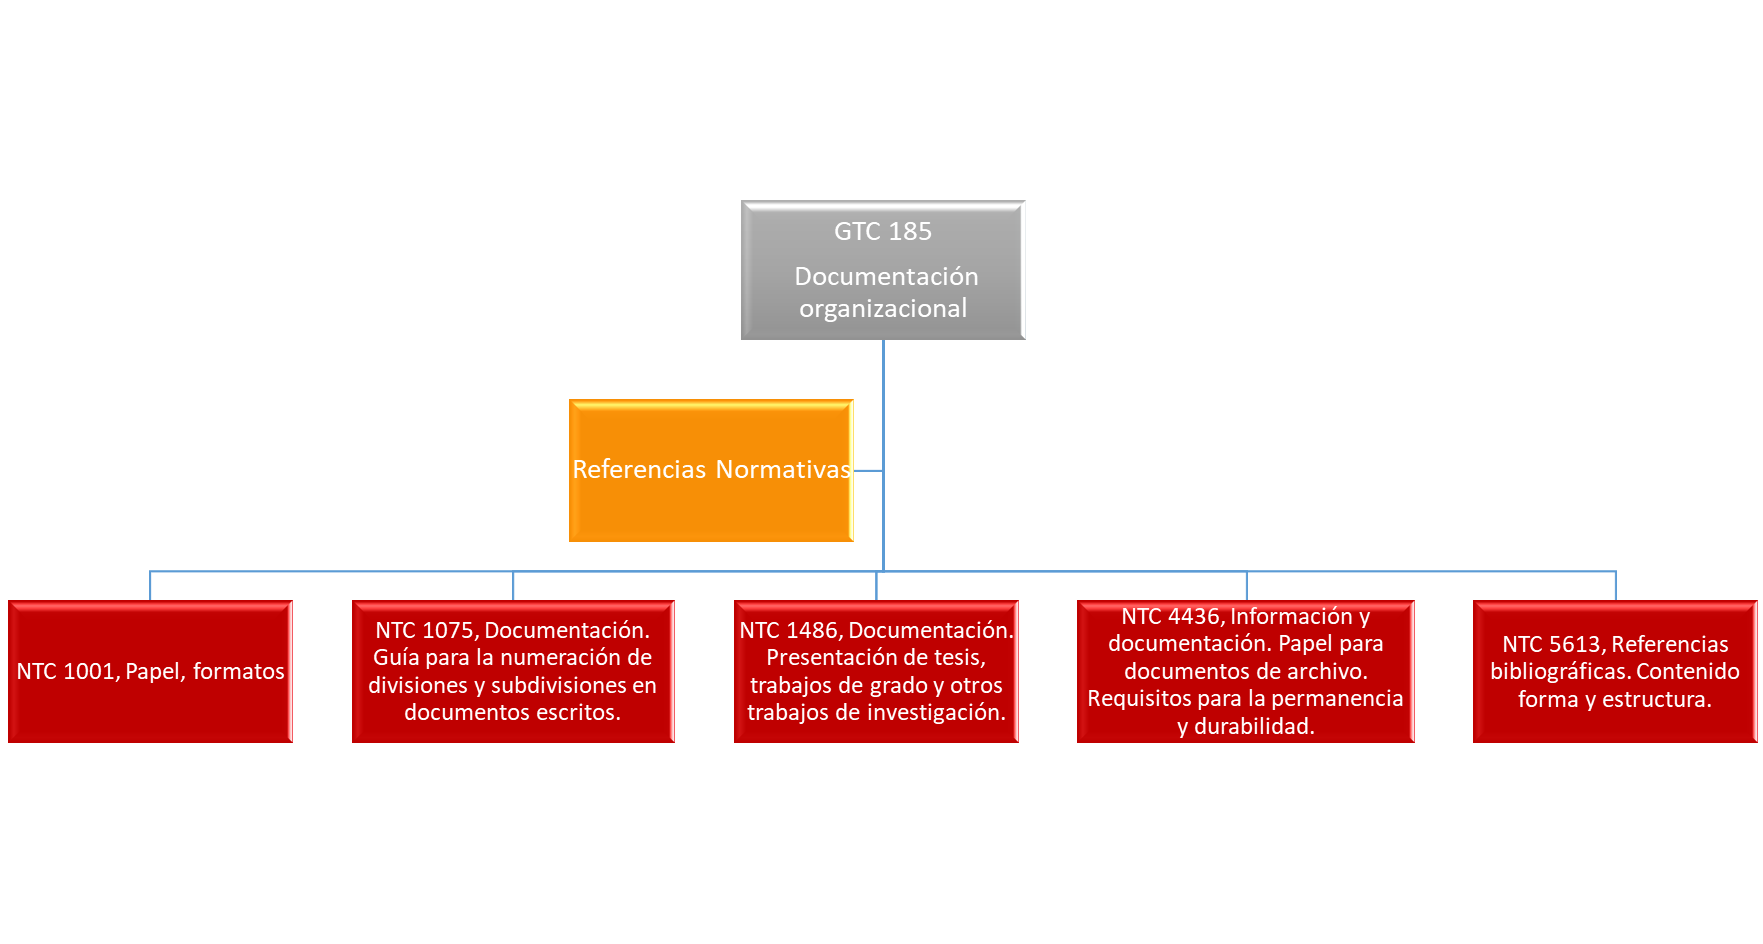 GTC 185
Documentación
organizacional
Referencias Normativas
NTC 1001, Papel, formatos
NTC 1075, Documentación.
Guía para la numeración de
divisiones y subdivisiones en
documentos escritos.
NTC 1486, Documentación.
Presentación de tesis,
trabajos de grado y otros
trabajos de investigación.
NTC 4436, Información y
documentación. Papel para
documentos de archivo.
Requisitos para la permanencia
y durabilidad.
NTC 5613, Referencias
bibliográficas. Contenido
forma y estructura.